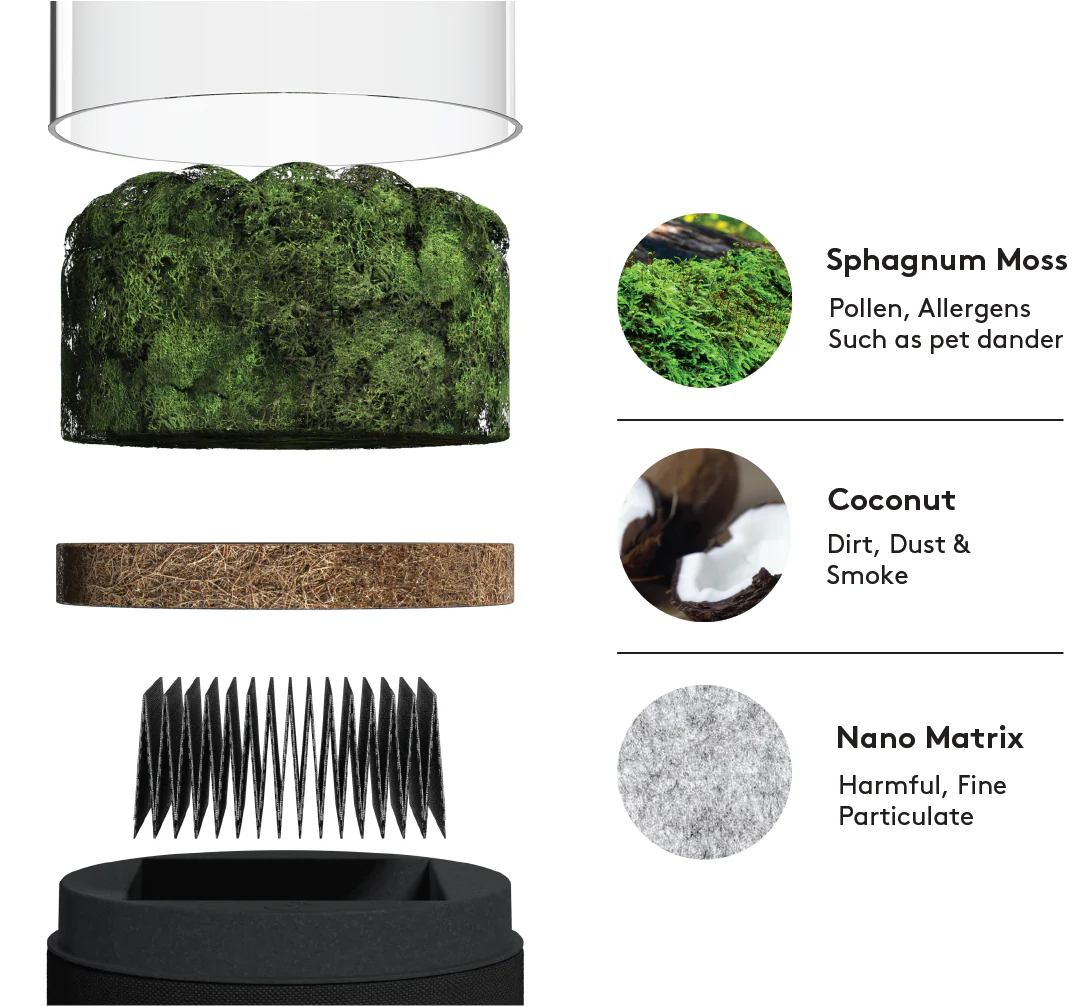 Sphagnum Moss
Pollen, Allergens
Such as pet dander
Coconut
Dirt, Dust &
Smoke
Nano Matrix
Harmful, Fine
Particulate